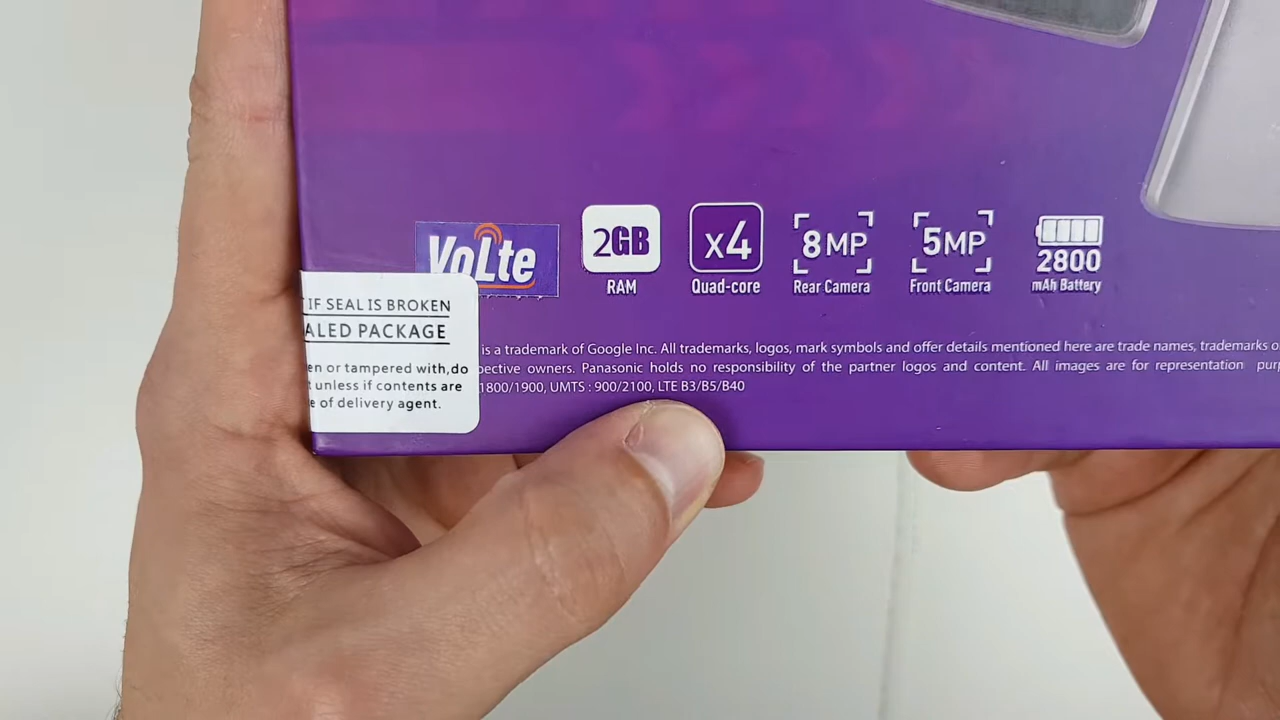 VoLte
2GB
RAM
x4
Quad-core
8MP
Rear Camera
5MP
Front Camera
2800
mAh Battery
IF SEAL IS BROKEN
ALED PACKAGE
en or tampered with,do
unless if contents are
e of delivery agent.
is a trademark of Google Inc. All trademarks, logos, mark symbols and offer details mentioned here are trade names, trademarks o
pective owners. Panasonic holds no responsibility of the partner logos and content. All images are for representation pur
1800/1900, UMTS : 900/2100, LTE B3/B5/B40